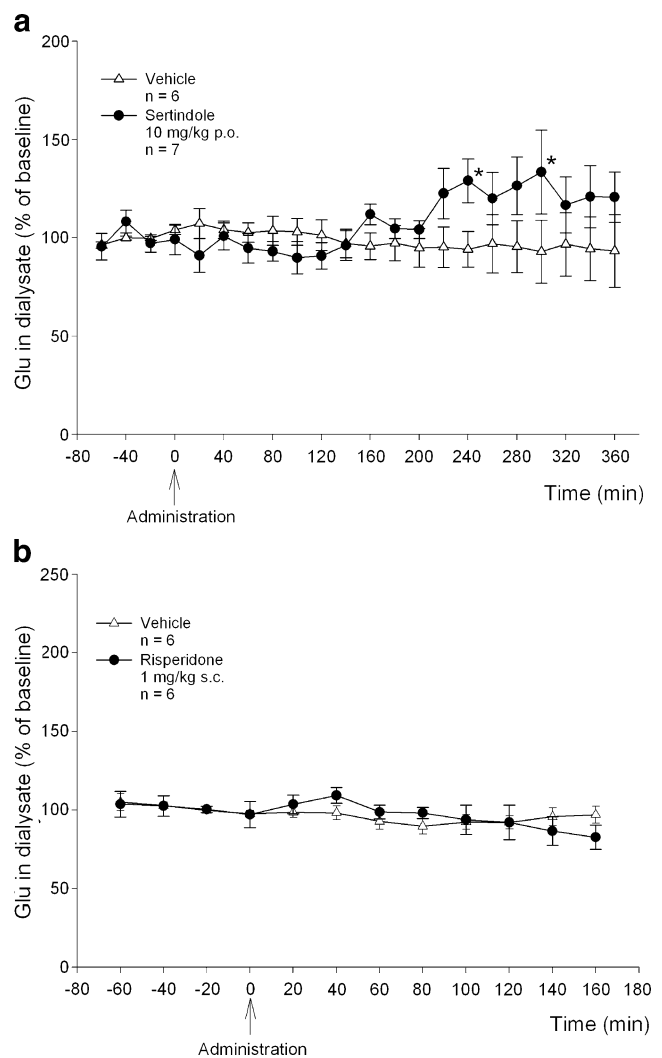 a
200
150
100
50
0
Glu in dialysate (% of baseline)
Vehicle
n = 6
Sertindole
10 mg/kg p.o.
n = 7
*
*
-80 -40 0 40 80 120 160 200 240 280 320 360
Time (min)
Administration
b
250
200
150
100
50
0
Glu in dialysate (% of baseline)
Vehicle
n = 6
Risperidone
1 mg/kg s.c.
n = 6
-80 -60 -40 -20 0 20 40 60 80 100 120 140 160 180
Time (min)
Administration